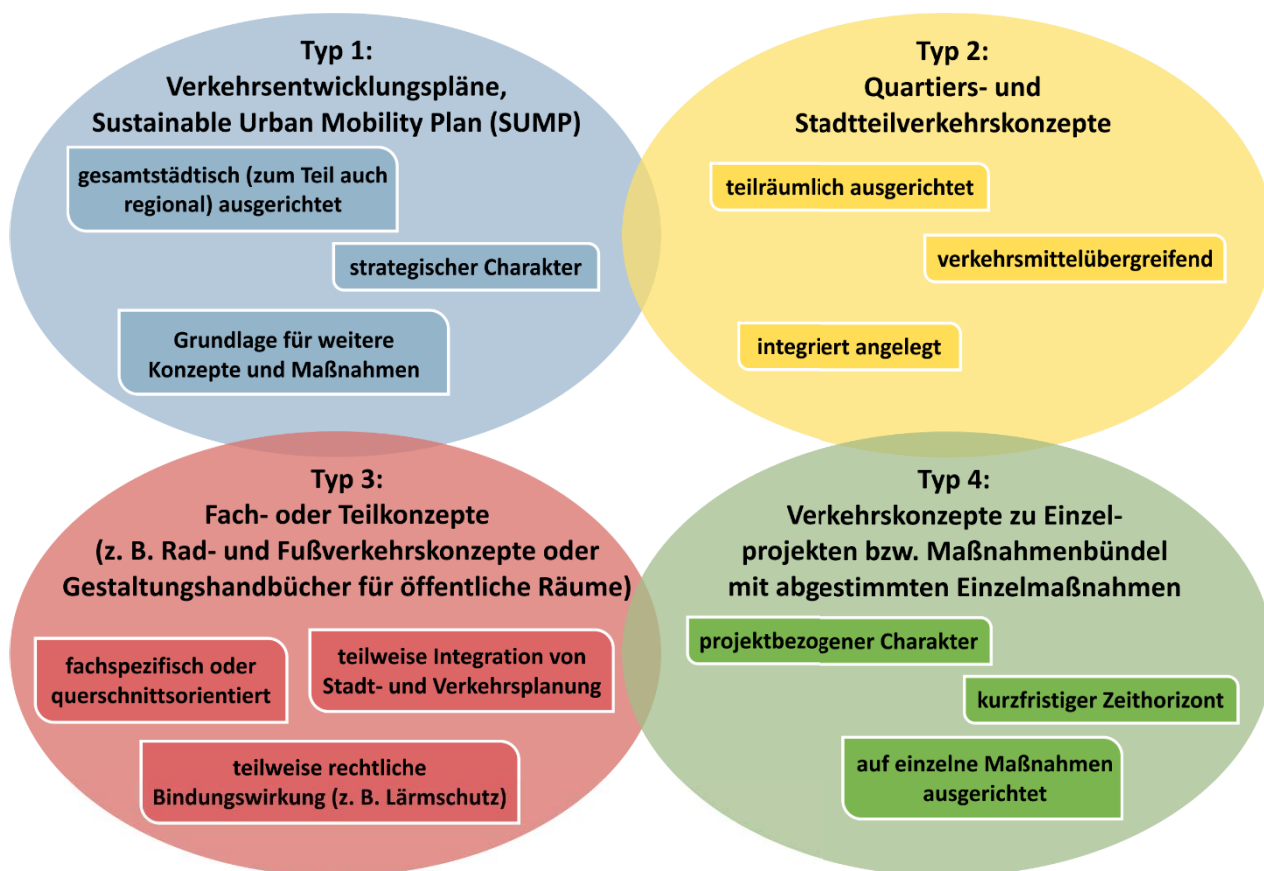 Typ 1:
Verkehrsentwicklungspläne,
Sustainable Urban Mobility Plan (SUMP)
gesamtstädtisch (zum Teil auch
regional) ausgerichtet
strategischer Charakter
Grundlage für weitere
Konzepte und Maßnahmen
Typ 2:
Quartiers- und
Stadtteilverkehrskonzepte
teilräumlich ausgerichtet
verkehrsmittelübergreifend
integriert angelegt
Typ 3:
Fach- oder Teilkonzepte
(z. B. Rad- und Fußverkehrskonzepte oder
Gestaltungshandbücher für öffentliche Räume)
fachspezifisch oder
querschnittsorientiert
teilweise Integration von
Stadt- und Verkehrsplanung
teilweise rechtliche
Bindungswirkung (z. B. Lärmschutz)
Typ 4:
Verkehrskonzepte zu Einzel-
projekten bzw. Maßnahmenbündel
mit abgestimmten Einzelmaßnahmen
projektbezogener Charakter
kurzfristiger Zeithorizont
auf einzelne Maßnahmen
ausgerichtet